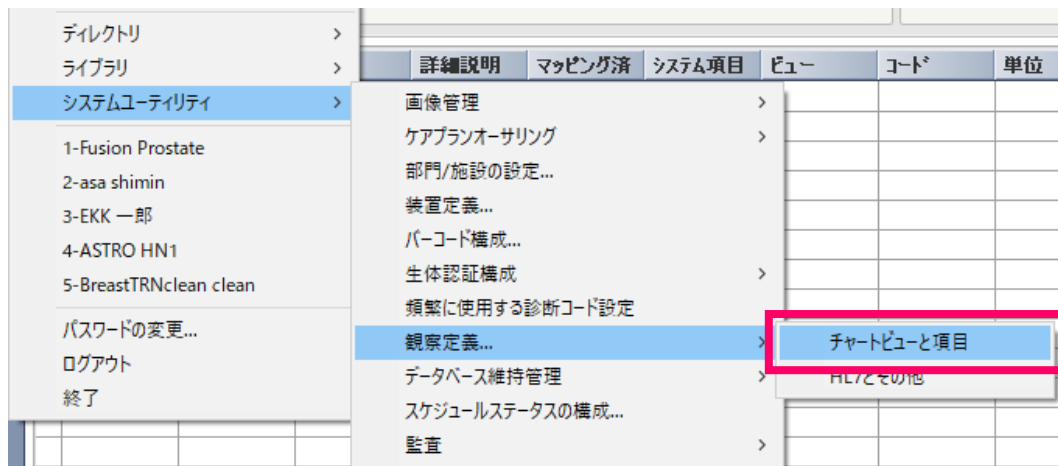 ディレクトリ
ライブラリ
システムユーティリティ
1-Fusion Prostate
2-asa shimin
3-EKK 一郎
4-ASTRO HN1
5-BreastTRNclean clean
パスワードの変更...
ログアウト
終了
詳細説明 マッピング済 システム項目 ビュー コード 単位
画像管理
ケアプランオーサリング
部門/施設の設定...
装置定義...
バーコード構成...
生体認証構成
頻繁に使用する診断コード設定
観察定義...
データベース維持管理
スケジュールステータスの構成...
監査
チャートビューと項目
HL7とその他